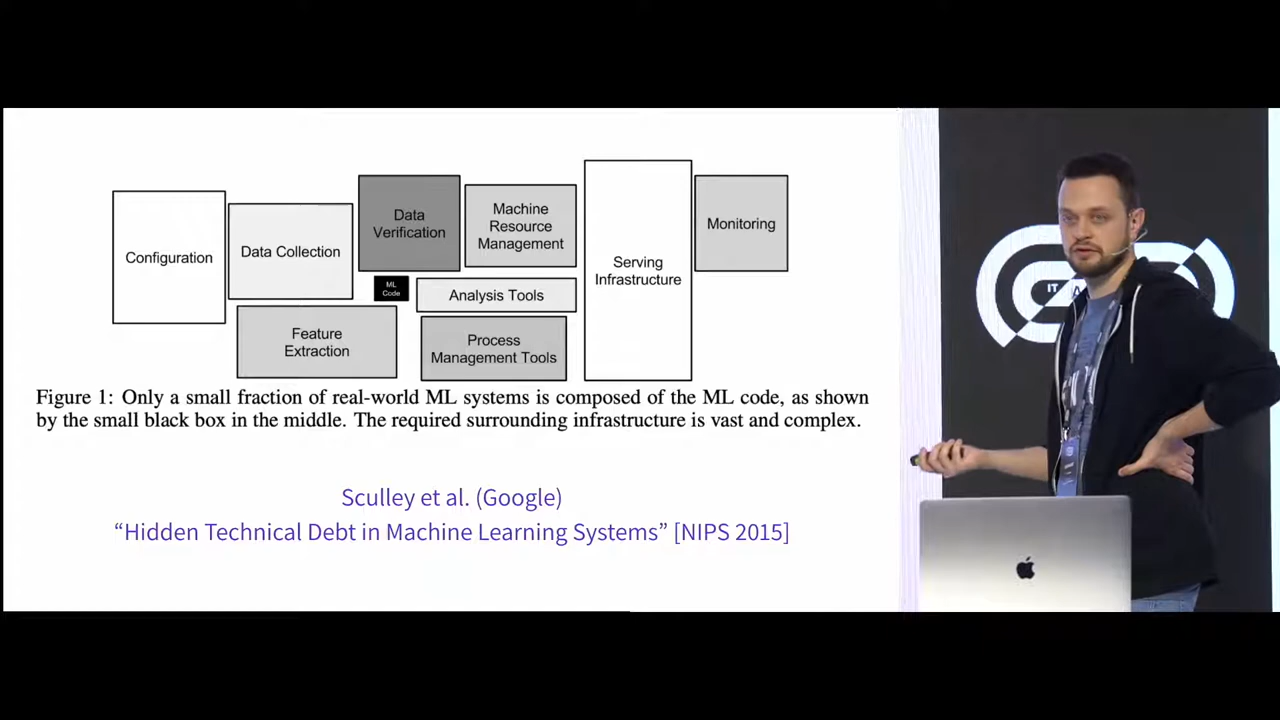 Configuration
Data Collection
Data
Verification
Machine
Resource
Management
Serving
Infrastructure
Monitoring
ML
Code
Analysis Tools
Feature
Extraction
Process
Management Tools
Figure 1: Only a small fraction of real-world ML systems is composed of the ML code, as shown
by the small black box in the middle. The required surrounding infrastructure is vast and complex.
Sculley et al. (Google)
“Hidden Technical Debt in Machine Learning Systems” [NIPS 2015]
IT